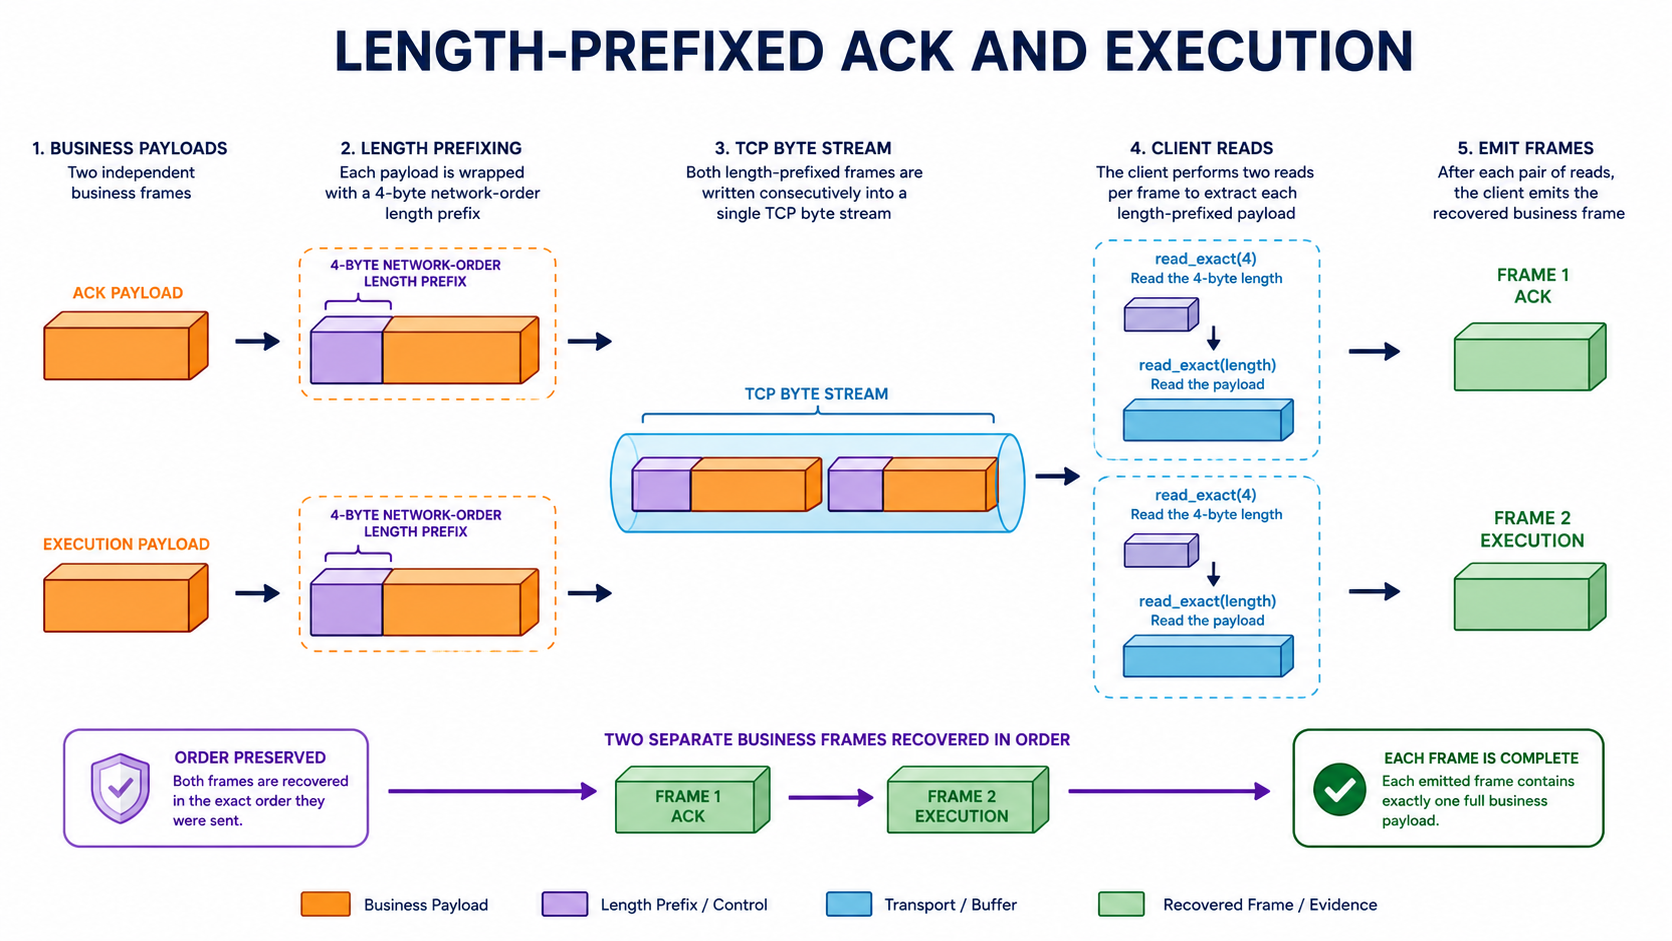 LENGTH-PREFIXED ACK AND EXECUTION
1. BUSINESS PAYLOADS
Two independent
business frames
2. LENGTH PREFIXING
Each payload is wrapped
with a 4-byte network-order
length prefix
3. TCP BYTE STREAM
Both length-prefixed frames are
written consecutively into a
single TCP byte stream
4. CLIENT READS
The client performs two reads
per frame to extract each
length-prefixed payload
5. EMIT FRAMES
After each pair of reads,
the client emits the
recovered business frame
ACK PAYLOAD
4-BYTE NETWORK-ORDER
LENGTH PREFIX
EXECUTION PAYLOAD
4-BYTE NETWORK-ORDER
LENGTH PREFIX
TCP BYTE STREAM
read_exact(4)
Read the 4-byte length
read_exact(length)
Read the payload
read_exact(4)
Read the 4-byte length
read_exact(length)
Read the payload
FRAME 1
ACK
FRAME 2
EXECUTION
ORDER PRESERVED
Both frames are recovered
in the exact order they
were sent.
TWO SEPARATE BUSINESS FRAMES RECOVERED IN ORDER
FRAME 1
ACK
FRAME 2
EXECUTION
EACH FRAME IS COMPLETE
Each emitted frame contains
exactly one full business
payload.
Business Payload
Length Prefix / Control
Transport / Buffer
Recovered Frame / Evidence